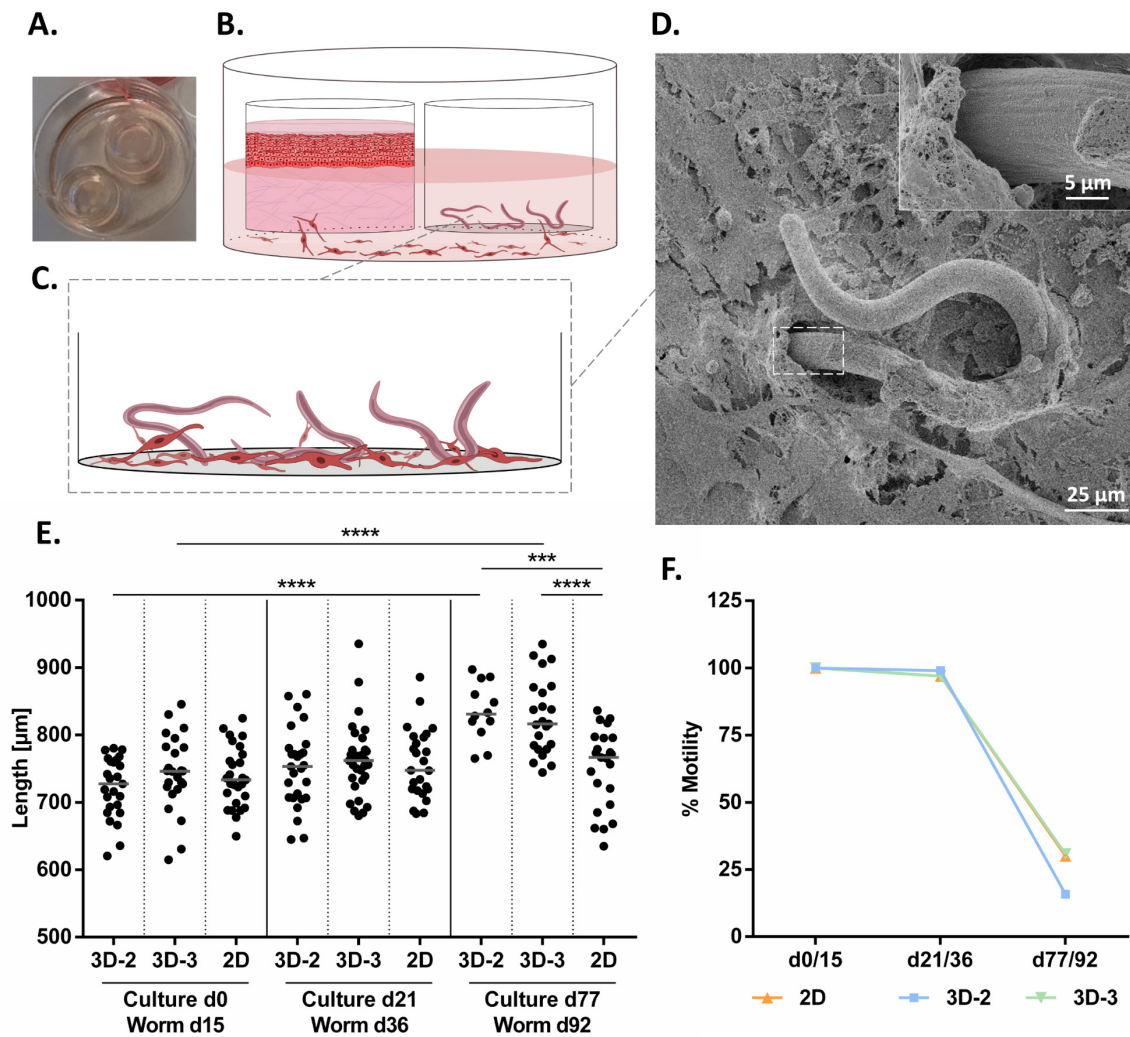 A.
B.
D.
5 µm
C.
25 µm
E.
****
***
****
****
F.
Length [µm]
1000
900
800
700
600
500
3D-2 3D-3 2D 3D-2 3D-3 2D 3D-2 3D-3 2D
Culture d0 Culture d21 Culture d77
Worm d15 Worm d36 Worm d92
% Motility
125
100
75
50
25
0
d0/15 d21/36 d77/92
2D 3D-2 3D-3